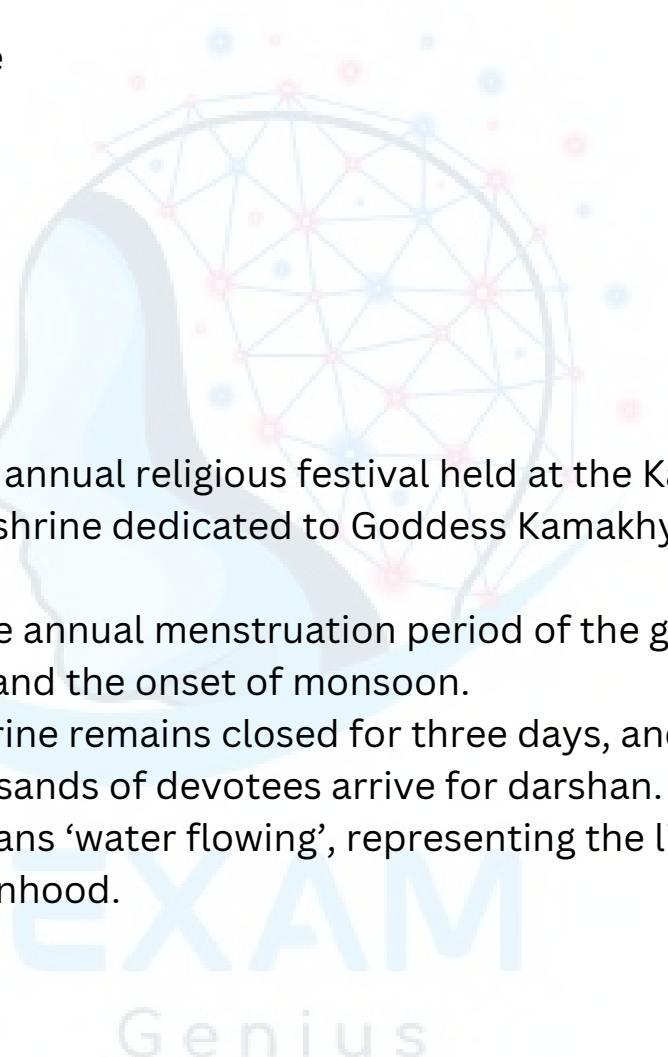 e
annual religious festival held at the Ka
shrine dedicated to Goddess Kamakhy
e annual menstruation period of the g
and the onset of monsoon.
rine remains closed for three days, and
sands of devotees arrive for darshan.
ans ‘water flowing’, representing the l
nhood.
EXAM
Genius